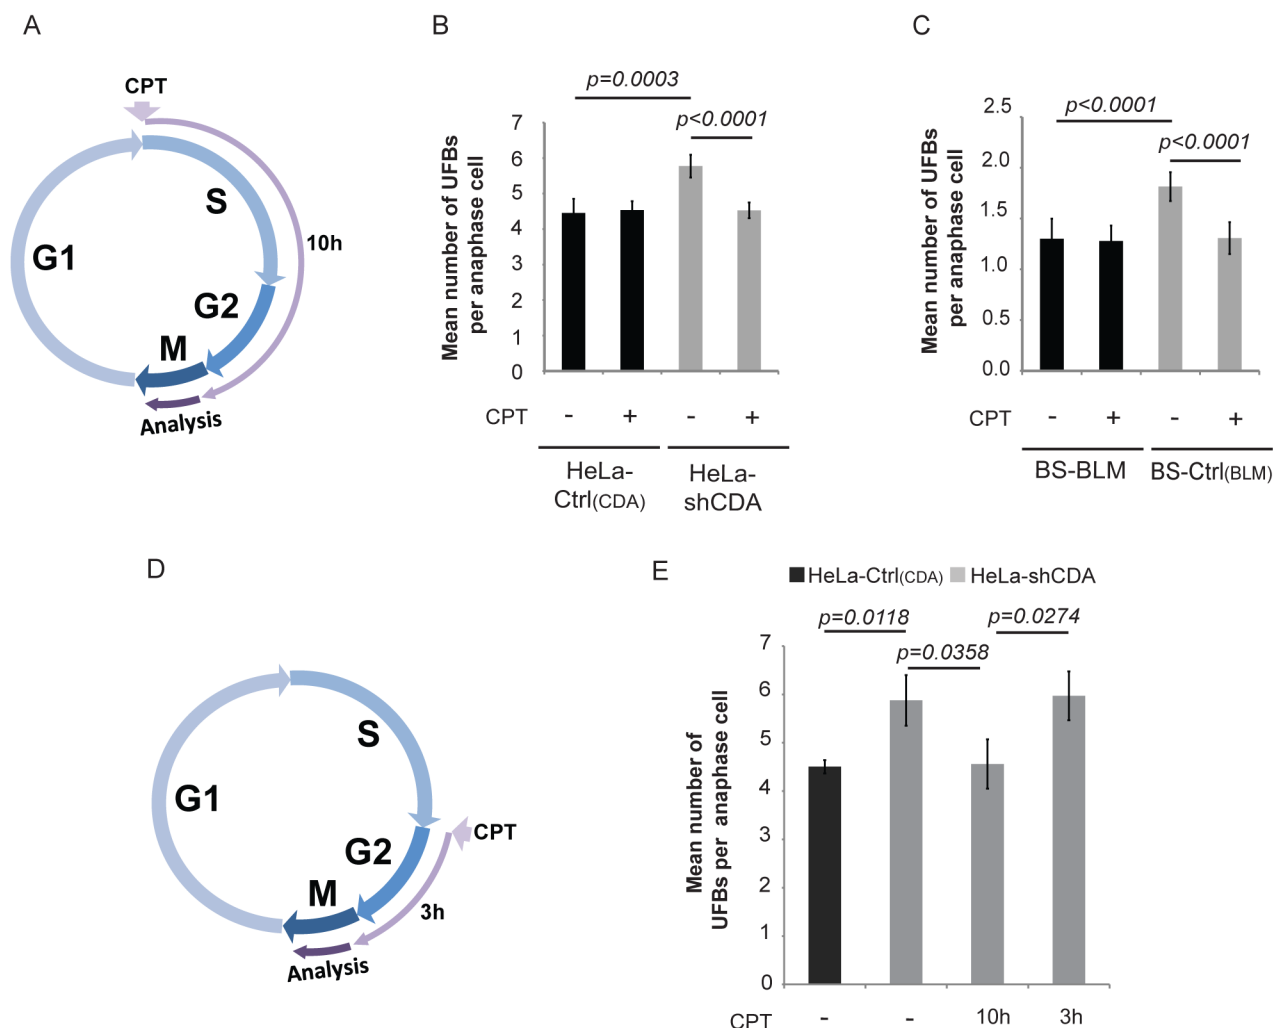 A
CPT
S
10h
G1
G2
M
Analysis
B
p=0.0003
p<0.0001
Mean number of UFBs
per anaphase cell
7
6
5
4
3
2
1
0
CPT - + - +
HeLa-
Ctrl(CDA)
HeLa-
shCDA
C
p<0.0001
p<0.0001
Mean number of UFBs
per anaphase cell
2.5
2.0
1.5
1.0
0.5
0.0
CPT - + - +
BS-BLM BS-Ctrl(BLM)
D
S
G1
CPT
G2
M
3h
Analysis
E
HeLa-Ctrl(CDA) HeLa-shCDA
p=0.0118
p=0.0274
p=0.0358
Mean number of
UFBs per anaphase cell
7
6
5
4
3
2
1
0
CPT - - 10h 3h